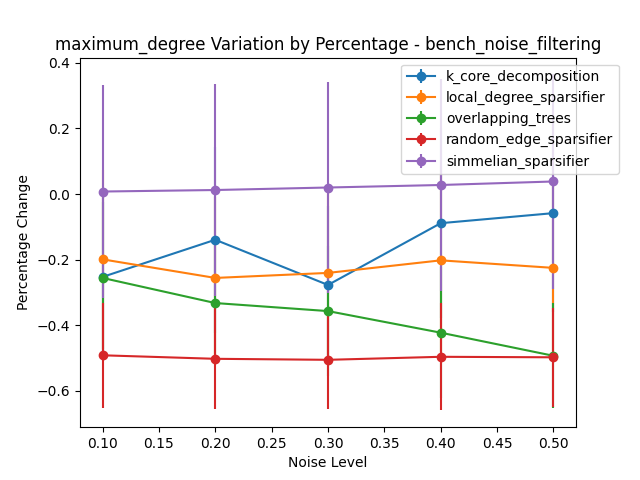 maximum_degree Variation by Percentage - bench_noise_filtering
k_core_decomposition
local_degree_sparsifier
overlapping_trees
random_edge_sparsifier
simmelian_sparsifier
Percentage Change
0.4
0.2
0.0
−0.2
−0.4
−0.6
0.10 0.15 0.20 0.25 0.30 0.35 0.40 0.45 0.50
Noise Level